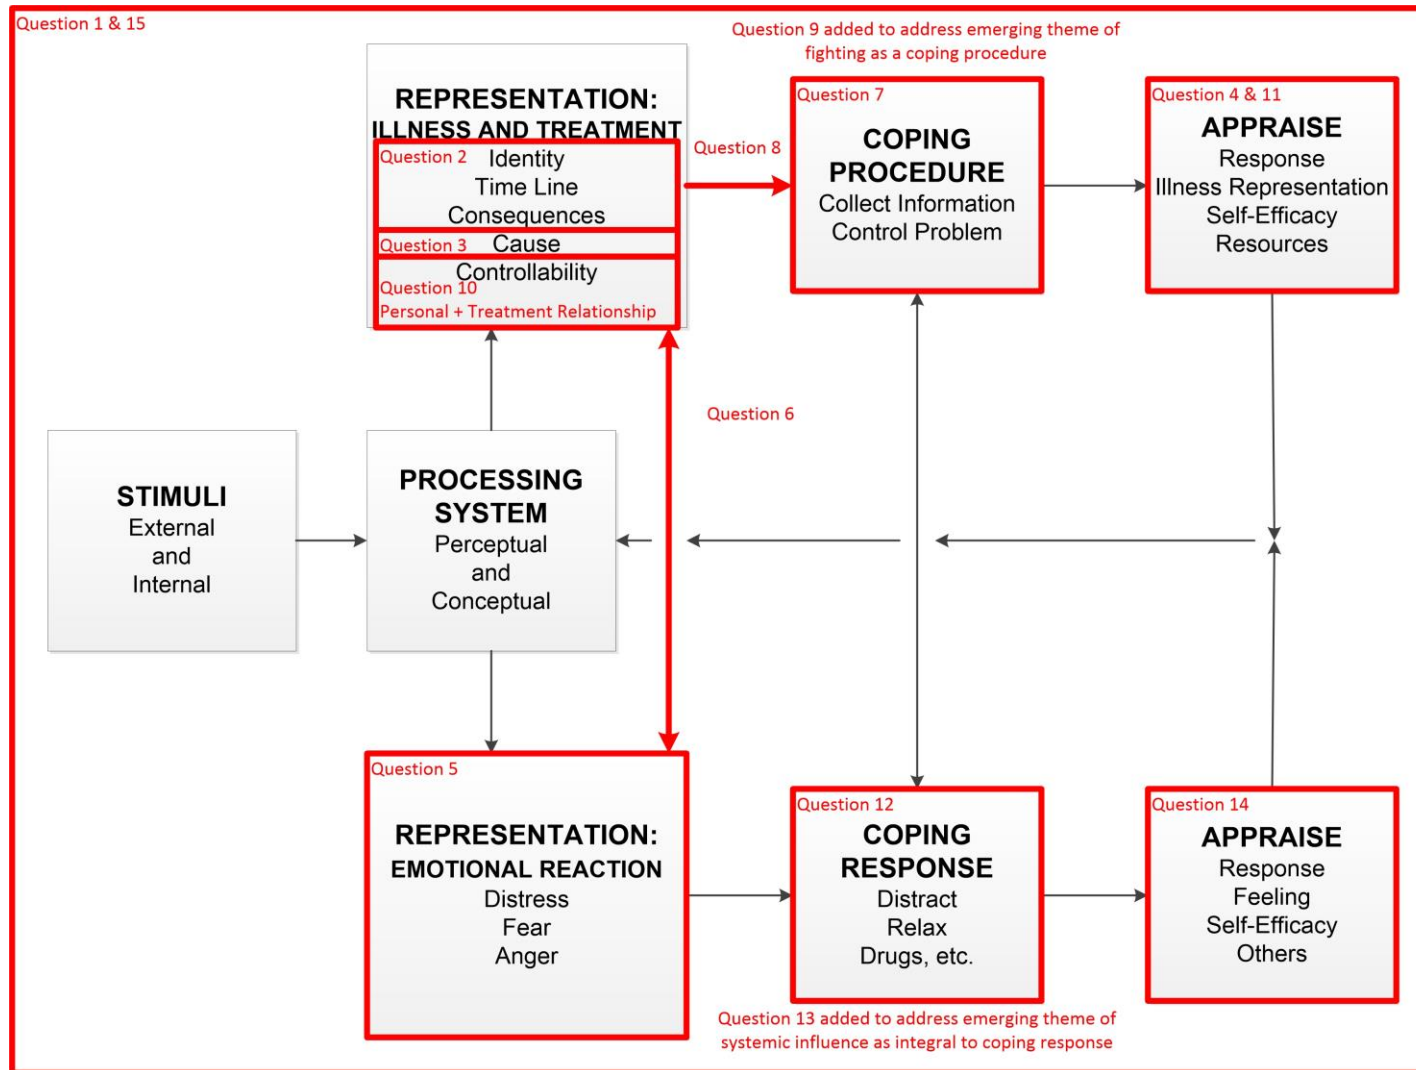 Question 1 & 15
REPRESENTATION:
ILLNESS AND TREATMENT
Question 2
Identity
Time Line
Consequences
Question 3
Cause
Controllability
Question 10
Personal + Treatment Relationship
Question 8
Question 9 added to address emerging theme of
fighting as a coping procedure
Question 7
COPING
PROCEDURE
Collect Information
Control Problem
Question 4 & 11
APPRAISE
Response
Illness Representation
Self-Efficacy
Resources
Question 6
STIMULI
External
and
Internal
PROCESSING
SYSTEM
Perceptual
and
Conceptual
Question 5
REPRESENTATION:
EMOTIONAL REACTION
Distress
Fear
Anger
Question 12
COPING
RESPONSE
Distract
Relax
Drugs, etc.
Question 13 added to address emerging theme of
systemic influence as integral to coping response
Question 14
APPRAISE
Response
Feeling
Self-Efficacy
Others